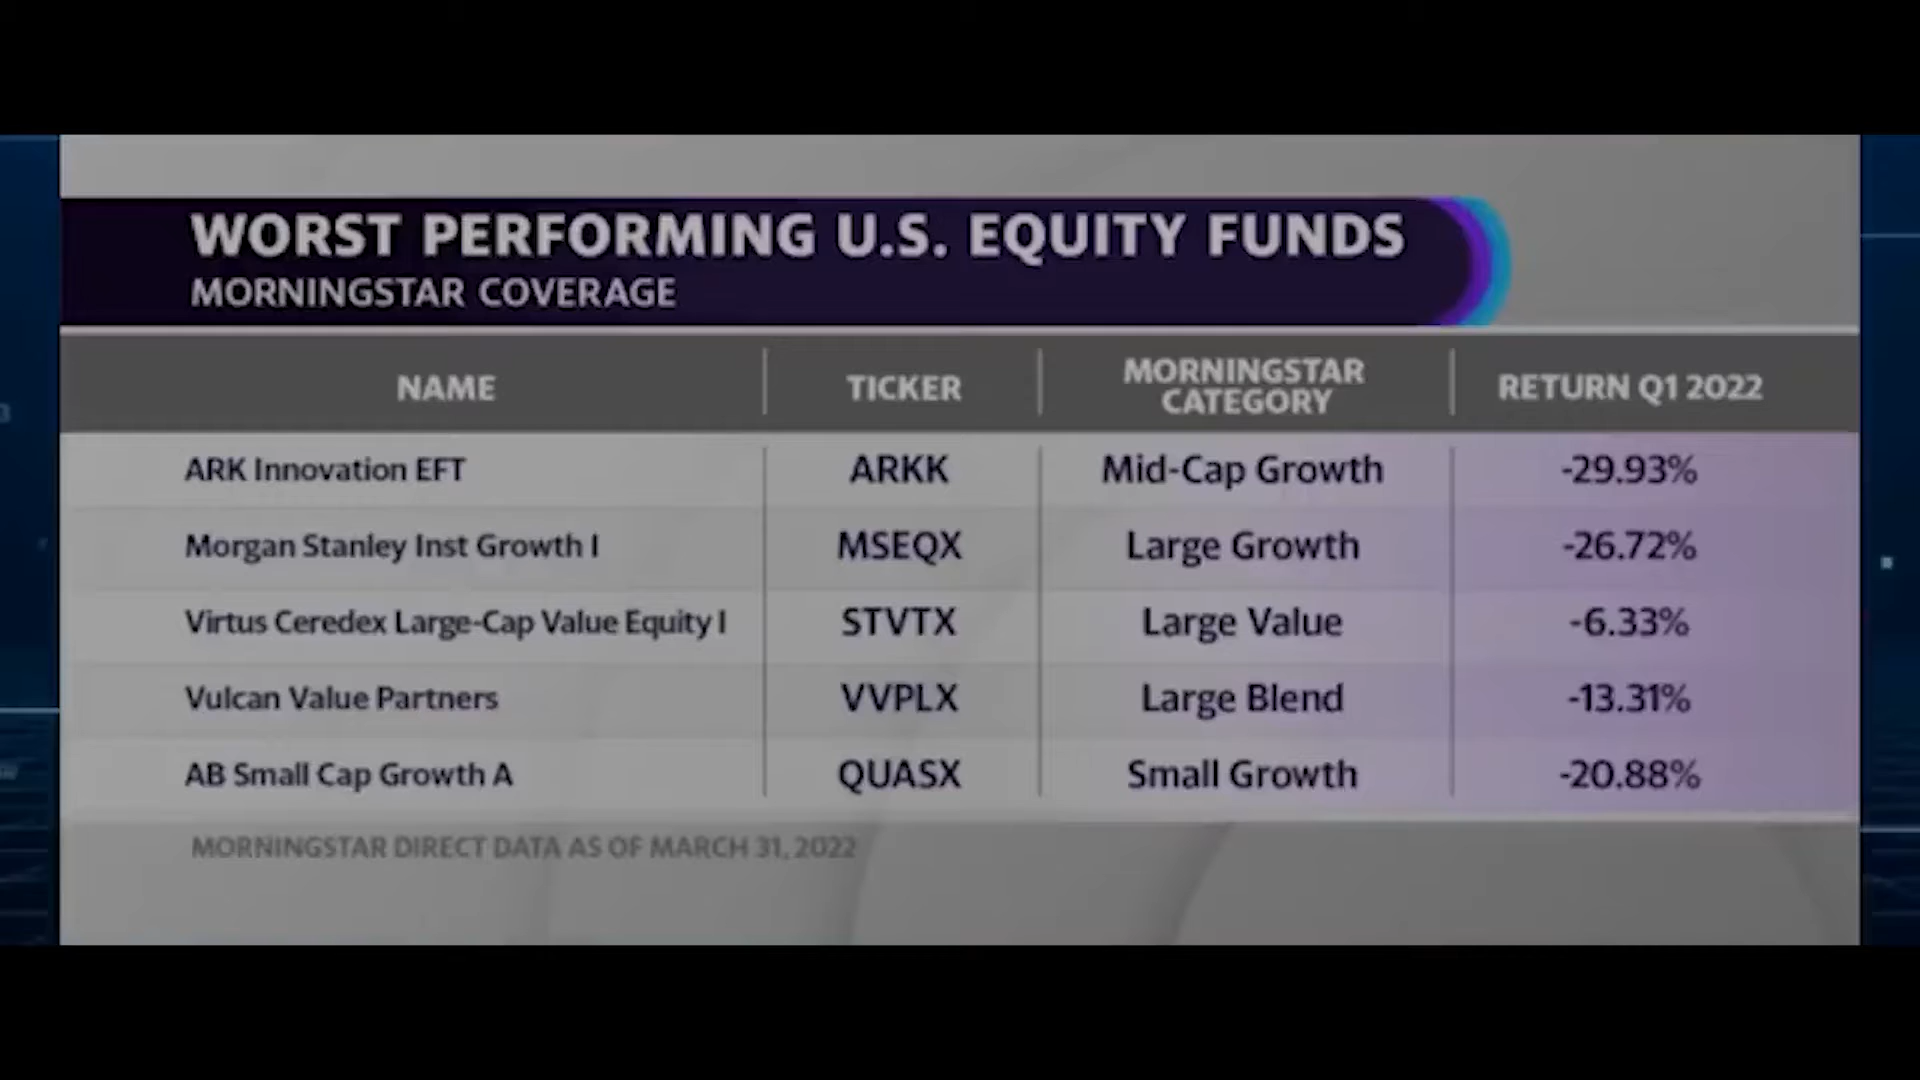 WORST PERFORMING U.S. EQUITY FUNDS
MORNINGSTAR COVERAGE
NAME TICKER MORNINGSTAR CATEGORY RETURN Q1 2022
ARK Innovation EFT ARKK Mid-Cap Growth -29.93%
Morgan Stanley Inst Growth I MSEQX Large Growth -26.72%
Virtus Ceredex Large-Cap Value Equity I STVTX Large Value -6.33%
Vulcan Value Partners VVPLX Large Blend -13.31%
AB Small Cap Growth A QUASX Small Growth -20.88%
MORNINGSTAR DIRECT DATA AS OF MARCH 31, 2022